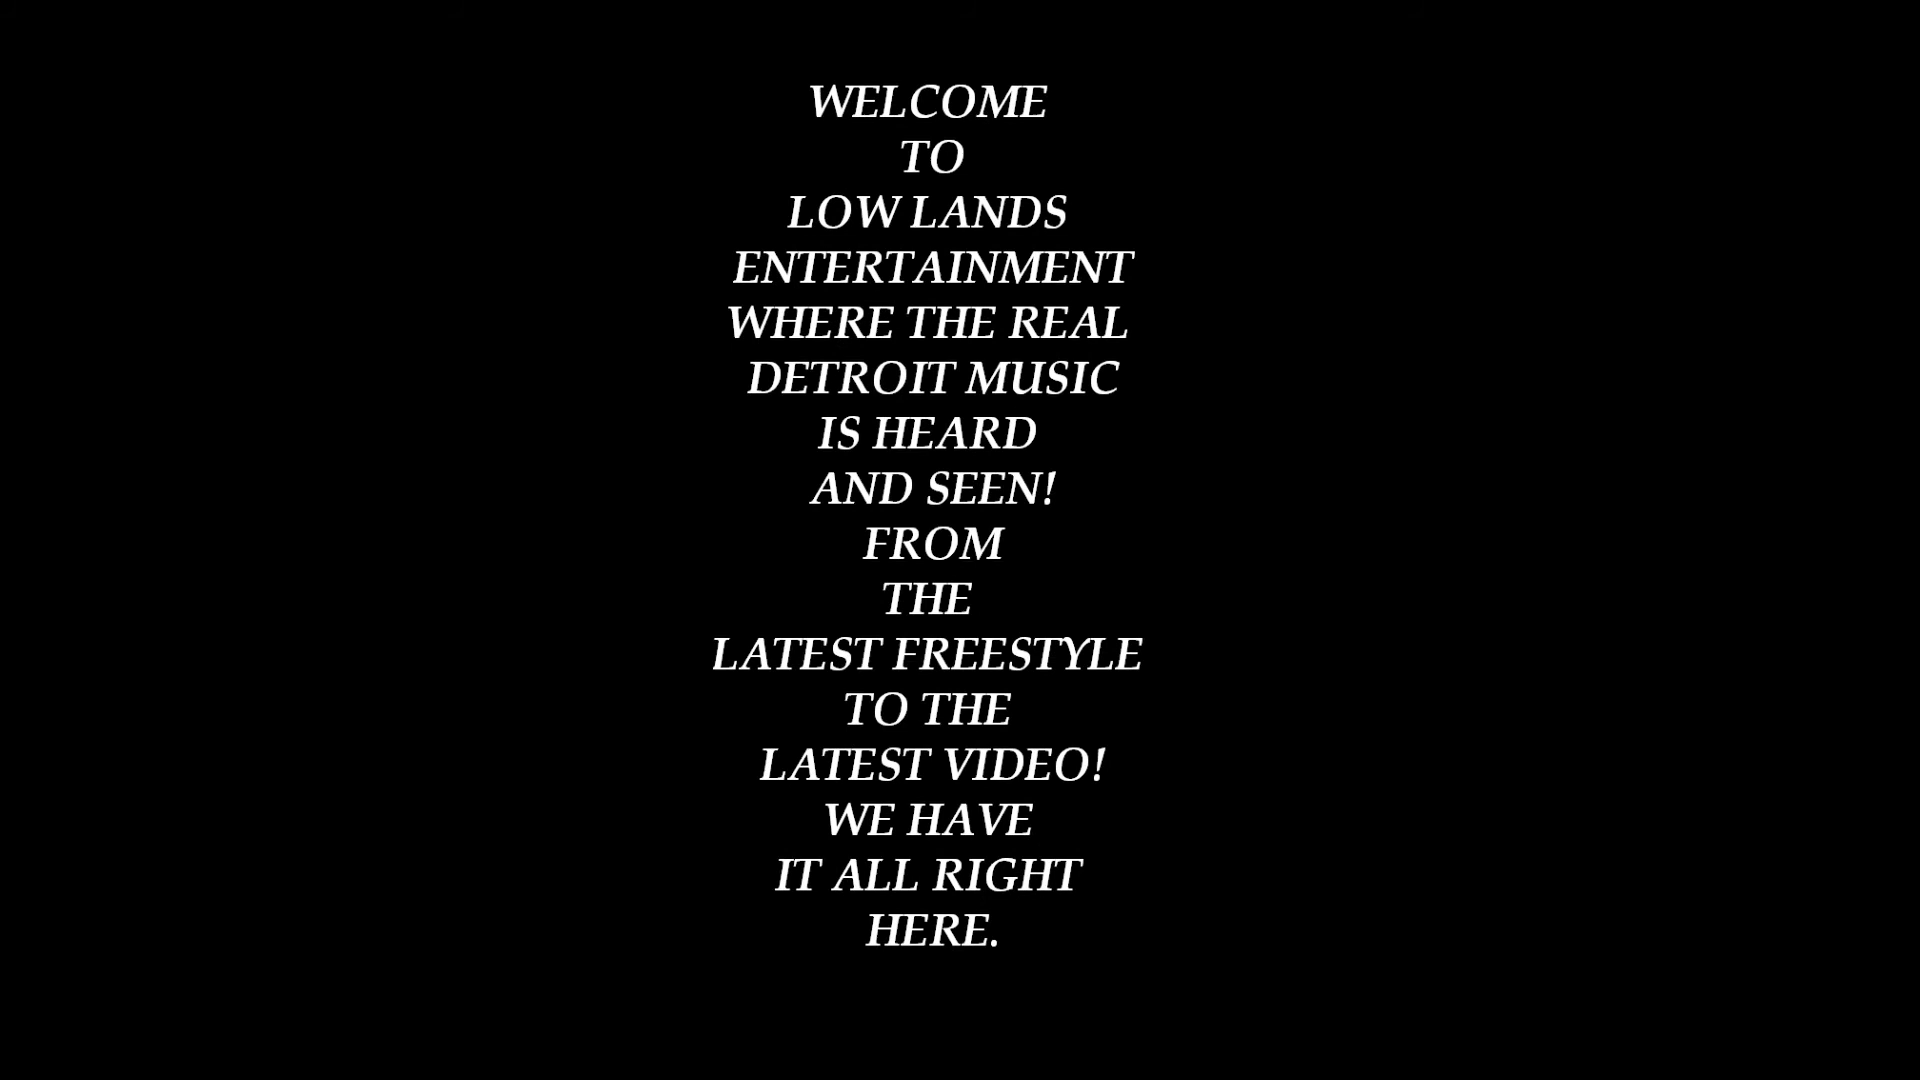 WELCOME
TO
LOW LANDS
ENTERTAINMENT
WHERE THE REAL
DETROIT MUSIC
IS HEARD
AND SEEN!
FROM
THE
LATEST FREESTYLE
TO THE
LATEST VIDEO!
WE HAVE
IT ALL RIGHT
HERE.